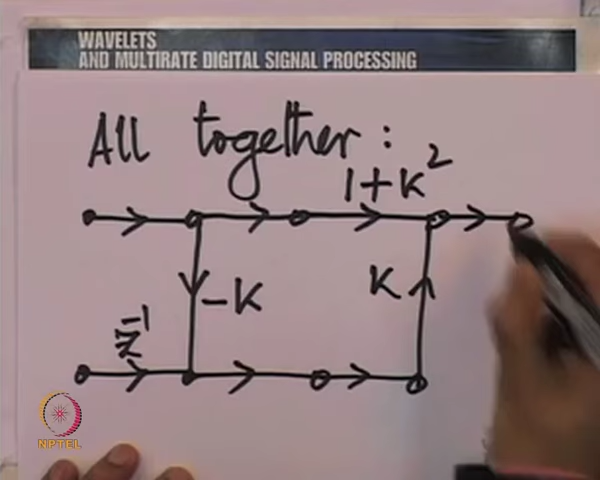 WAVELETS
AND MULTIRATE DIGITAL SIGNAL PROCESSING
All together:
1+K²
-K
K
z⁻¹
NPTEL